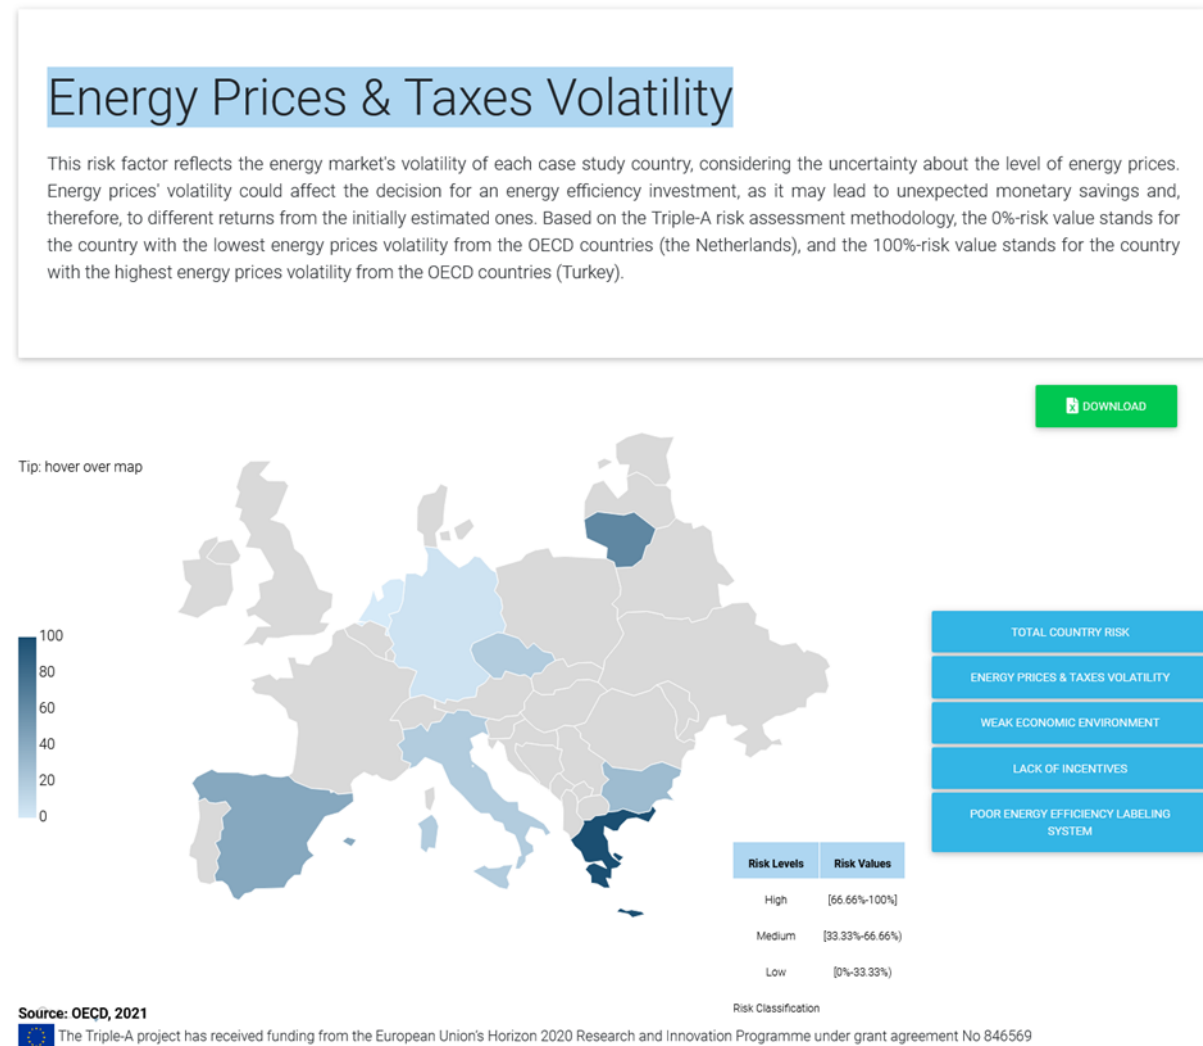 Energy Prices & Taxes Volatility
This risk factor reflects the energy market's volatility of each case study country, considering the uncertainty about the level of energy prices.
Energy prices' volatility could affect the decision for an energy efficiency investment, as it may lead to unexpected monetary savings and,
therefore, to different returns from the initially estimated ones. Based on the Triple-A risk assessment methodology, the 0%-risk value stands for
the country with the lowest energy prices volatility from the OECD countries (the Netherlands), and the 100%-risk value stands for the country
with the highest energy prices volatility from the OECD countries (Turkey).
DOWNLOAD
Tip: hover over map
100
80
60
40
20
0
TOTAL COUNTRY RISK
ENERGY PRICES & TAXES VOLATILITY
WEAK ECONOMIC ENVIRONMENT
LACK OF INCENTIVES
POOR ENERGY EFFICIENCY LABELING
SYSTEM
Risk Levels Risk Values
High [66.66%-100%]
Medium [33.33%-66.66%)
Low [0%-33.33%)
Risk Classification
Source: OECD, 2021
The Triple-A project has received funding from the European Union's Horizon 2020 Research and Innovation Programme under grant agreement No 846569